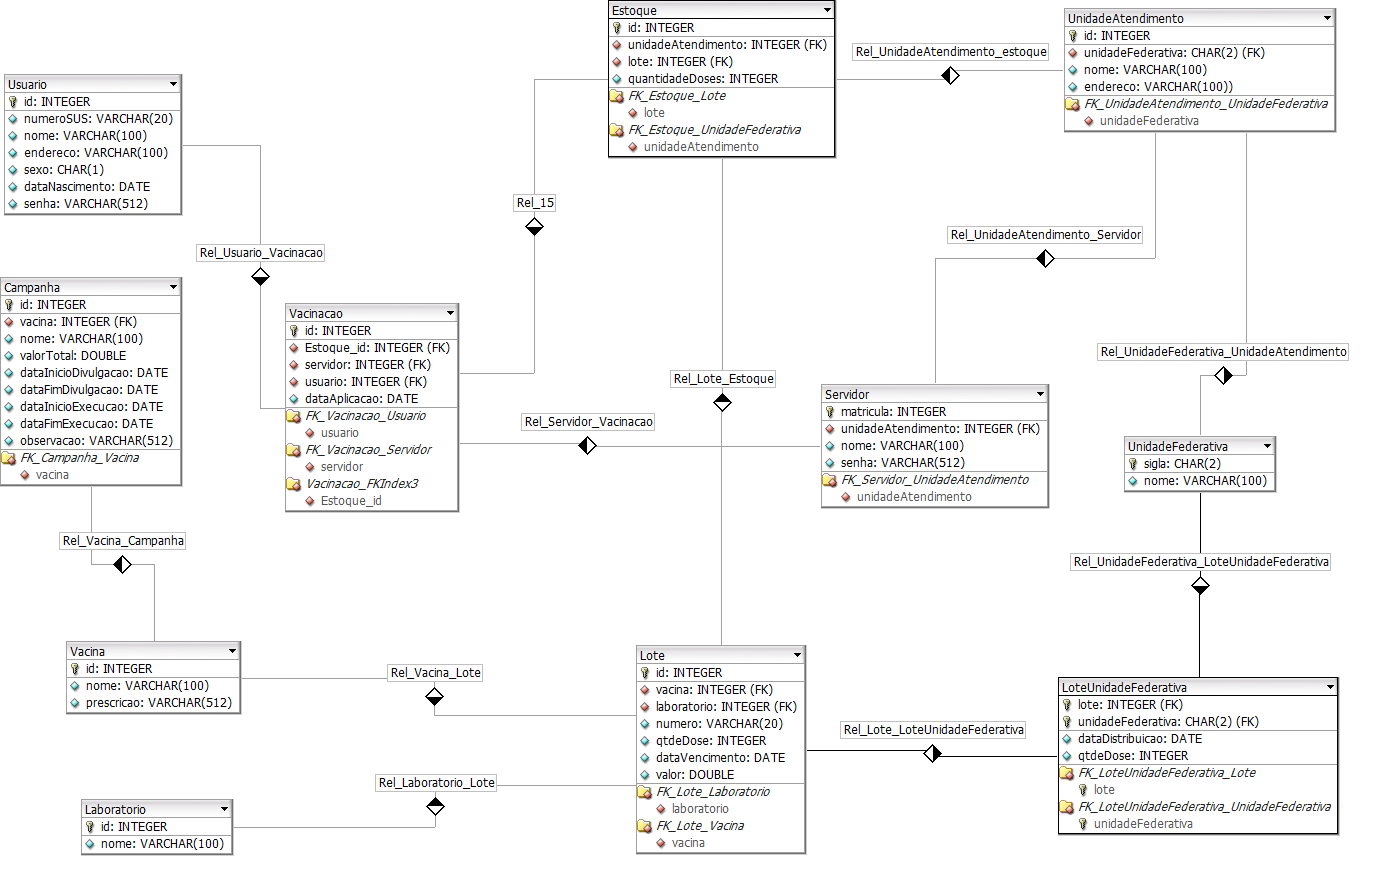 Estoque
id: INTEGER
unidadeAtendimento: INTEGER (FK)
lote: INTEGER (FK)
quantidadeDoses: INTEGER
FK_Estoque_Lote
lote
FK_Estoque_UnidadeFederativa
unidadeAtendimento
Rel_UnidadeAtendimento_estoque
UnidadeAtendimento
id: INTEGER
unidadeFederativa: CHAR(2) (FK)
nome: VARCHAR(100)
endereco: VARCHAR(100))
FK_UnidadeAtendimento_UnidadeFederativa
unidadeFederativa
Usuario
id: INTEGER
numeroSUS: VARCHAR(20)
nome: VARCHAR(100)
endereco: VARCHAR(100)
sexo: CHAR(1)
dataNascimento: DATE
senha: VARCHAR(512)
Rel_15
Rel_Usuario_Vacinacao
Rel_UnidadeAtendimento_Servidor
Campanha
id: INTEGER
vacina: INTEGER (FK)
nome: VARCHAR(100)
valorTotal: DOUBLE
dataInicioDivulgacao: DATE
dataFimDivulgacao: DATE
dataInicioExecucao: DATE
dataFimExecucao: DATE
observacao: VARCHAR(512)
FK_Campanha_Vacina
vacina
Vacinacao
id: INTEGER
Estoque_id: INTEGER (FK)
servidor: INTEGER (FK)
usuario: INTEGER (FK)
dataAplicacao: DATE
FK_Vacinacao_Usuario
usuario
FK_Vacinacao_Servidor
servidor
Vacinacao_FKIndex3
Estoque_id
Rel_Lote_Estoque
Rel_UnidadeFederativa_UnidadeAtendimento
Rel_Servidor_Vacinacao
Servidor
matricula: INTEGER
unidadeAtendimento: INTEGER (FK)
nome: VARCHAR(100)
senha: VARCHAR(512)
FK_Servidor_UnidadeAtendimento
unidadeAtendimento
UnidadeFederativa
sigla: CHAR(2)
nome: VARCHAR(100)
Rel_Vacina_Campanha
Rel_UnidadeFederativa_LoteUnidadeFederativa
Vacina
id: INTEGER
nome: VARCHAR(100)
prescricao: VARCHAR(512)
Rel_Vacina_Lote
Lote
id: INTEGER
vacina: INTEGER (FK)
laboratorio: INTEGER (FK)
numero: VARCHAR(20)
qtdeDose: INTEGER
dataVencimento: DATE
valor: DOUBLE
FK_Lote_Laboratorio
laboratorio
FK_Lote_Vacina
vacina
Rel_Lote_LoteUnidadeFederativa
LoteUnidadeFederativa
lote: INTEGER (FK)
unidadeFederativa: CHAR(2) (FK)
dataDistribuicao: DATE
qtdeDose: INTEGER
FK_LoteUnidadeFederativa_Lote
lote
FK_LoteUnidadeFederativa_UnidadeFederativa
unidadeFederativa
Rel_Laboratorio_Lote
Laboratorio
id: INTEGER
nome: VARCHAR(100)